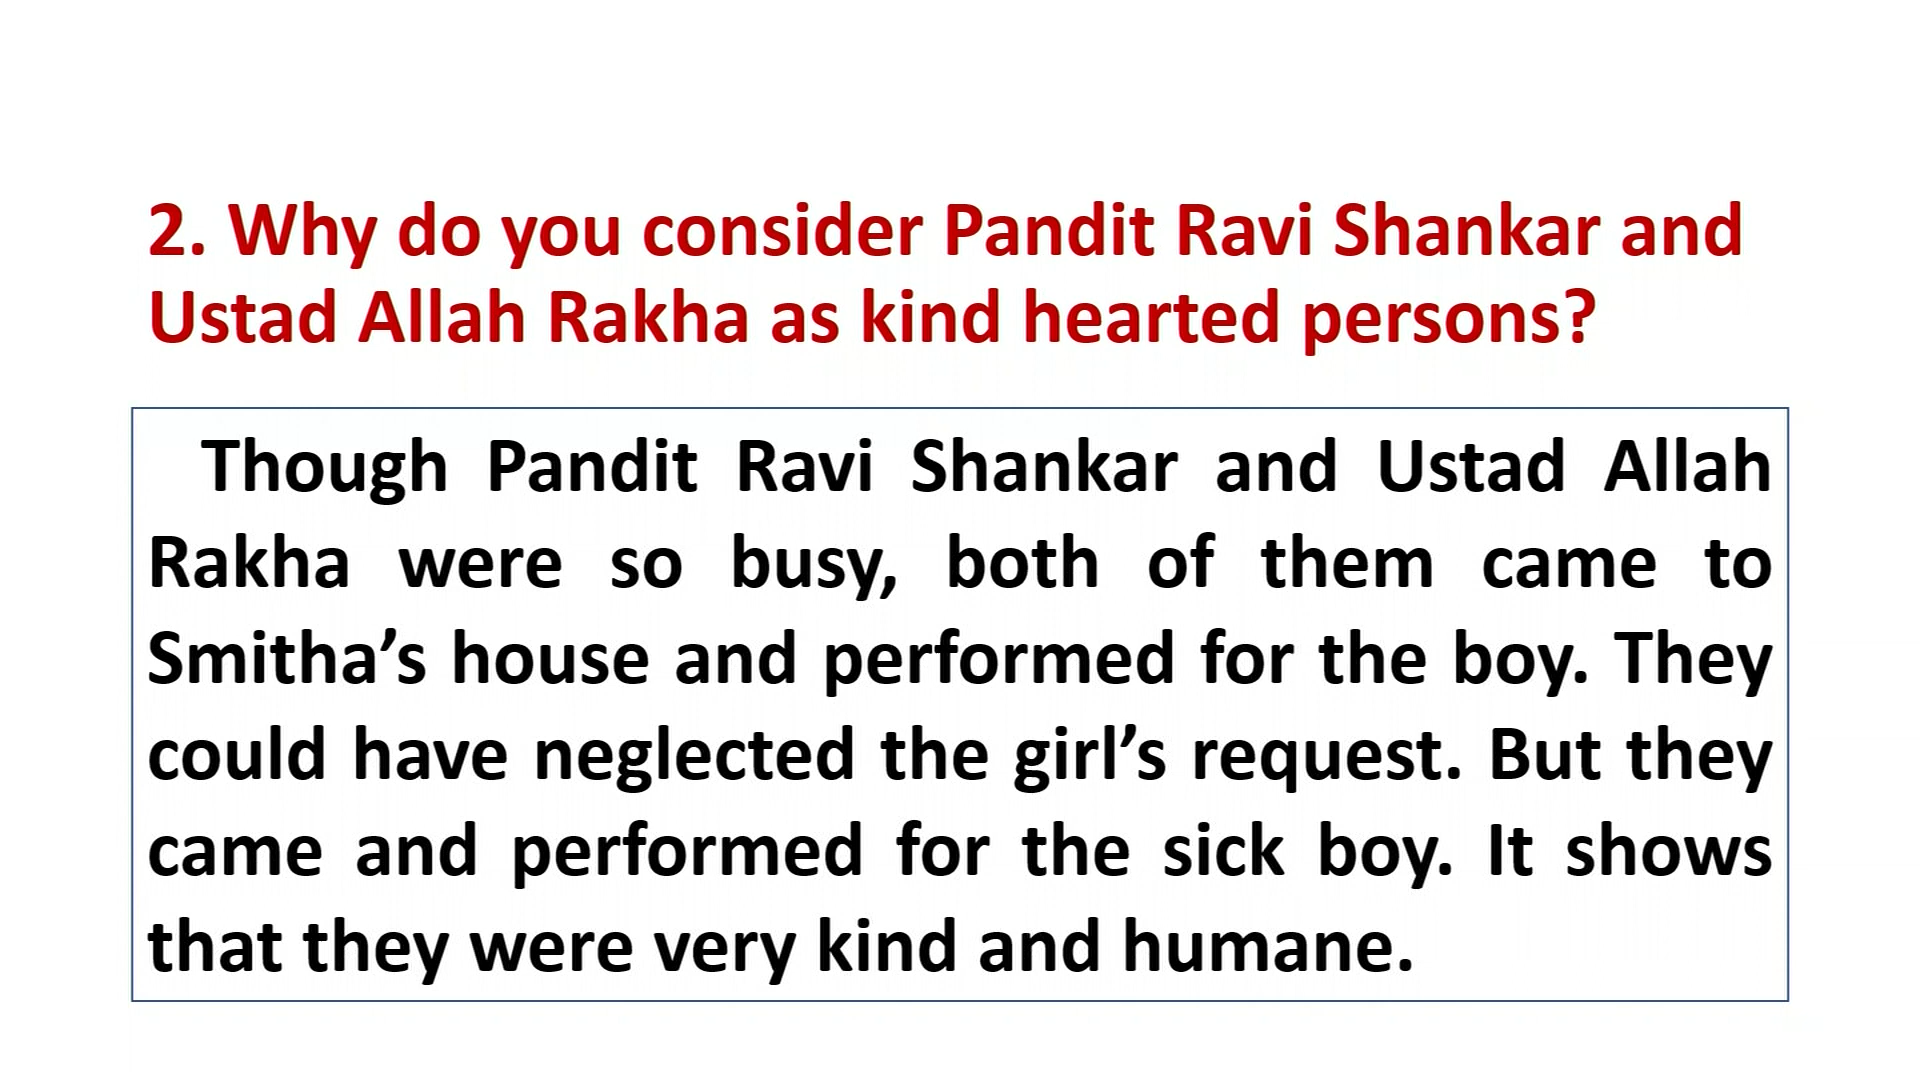 2. Why do you consider Pandit Ravi Shankar and
Ustad Allah Rakha as kind hearted persons?
Though Pandit Ravi Shankar and Ustad Allah
Rakha were so busy, both of them came to
Smitha’s house and performed for the boy. They
could have neglected the girl’s request. But they
came and performed for the sick boy. It shows
that they were very kind and humane.